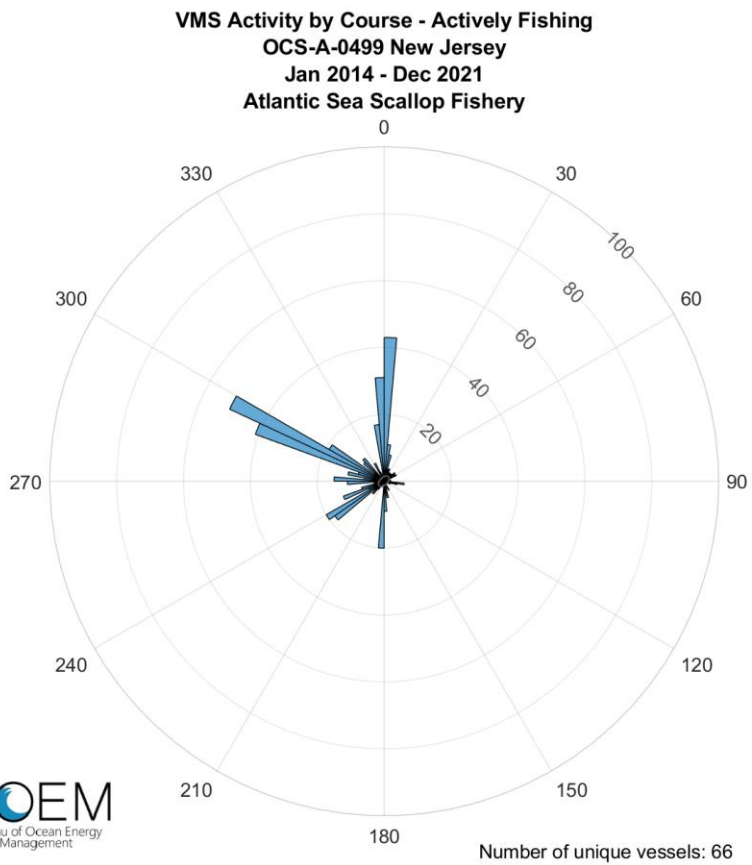 VMS Activity by Course - Actively Fishing
OCS-A-0499 New Jersey
Jan 2014 - Dec 2021
Atlantic Sea Scallop Fishery
0
330
30
100
300
80
60
60
40
20
270
0
90
240
120
OEM
u of Ocean Energy
Management
210
150
180
Number of unique vessels: 66